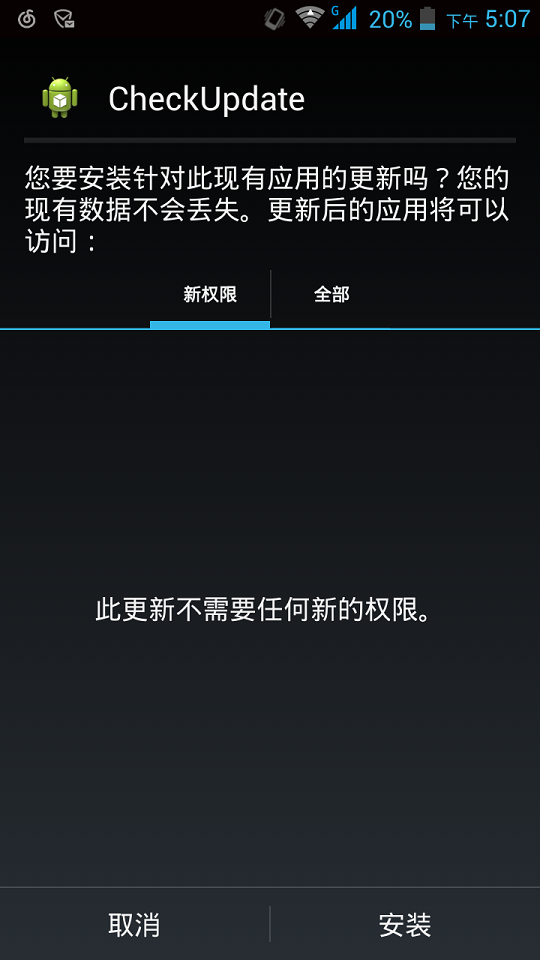 G 20% 下午 5:07
CheckUpdate
您要安装针对此现有应用的更新吗？您的
现有数据不会丢失。更新后的应用将可以
访问：
新权限 全部
此更新不需要任何新的权限。
取消 安装